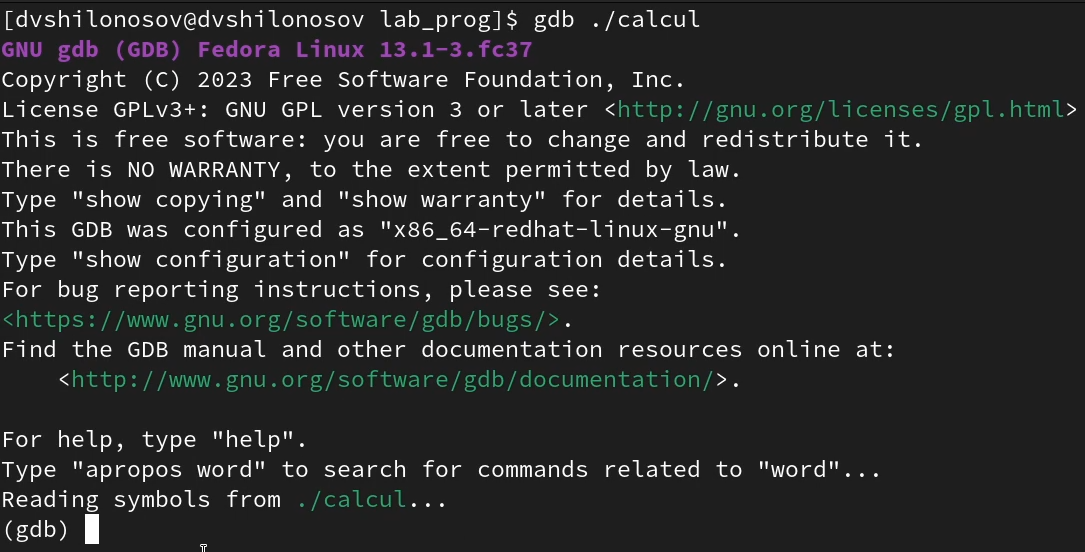 [dvshilonosov@dvshilonosov lab_prog]$ gdb ./calcul
GNU gdb (GDB) Fedora Linux 13.1-3.fc37
Copyright (C) 2023 Free Software Foundation, Inc.
License GPLv3+: GNU GPL version 3 or later <http://gnu.org/licenses/gpl.html>
This is free software: you are free to change and redistribute it.
There is NO WARRANTY, to the extent permitted by law.
Type "show copying" and "show warranty" for details.
This GDB was configured as "x86_64-redhat-linux-gnu".
Type "show configuration" for configuration details.
For bug reporting instructions, please see:
<https://www.gnu.org/software/gdb/bugs/>.
Find the GDB manual and other documentation resources online at:
    <http://www.gnu.org/software/gdb/documentation/>.

For help, type "help".
Type "apropos word" to search for commands related to "word"...
Reading symbols from ./calcul...
(gdb)